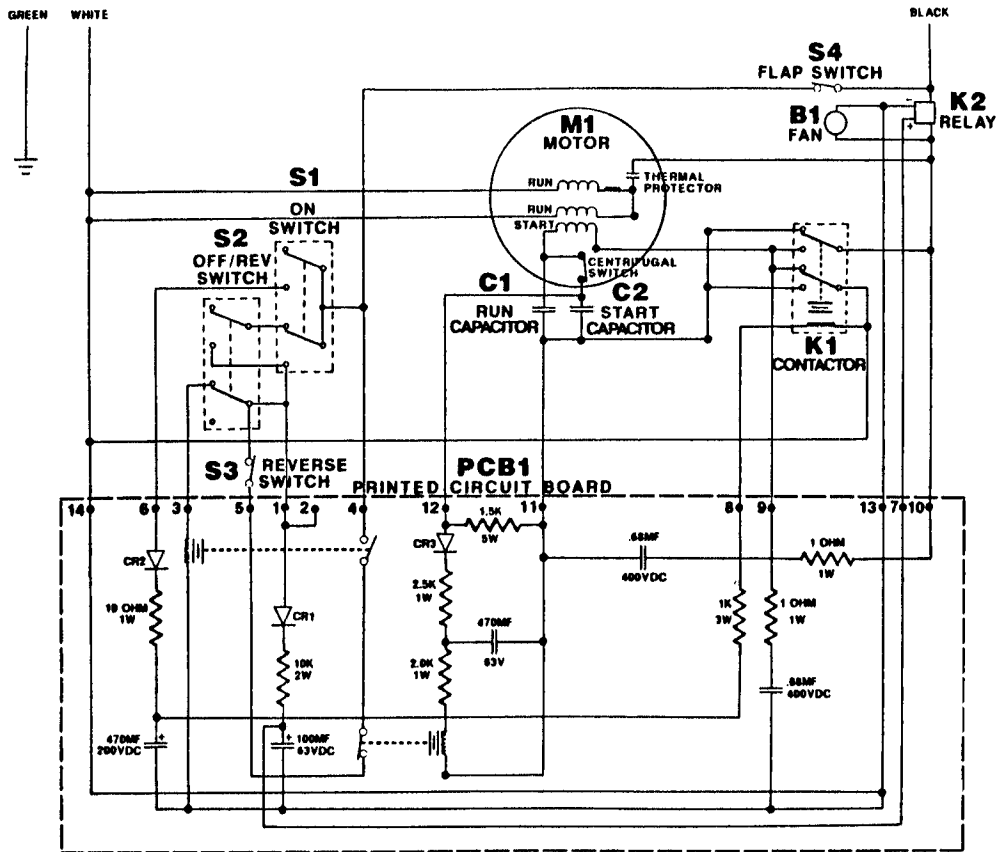 GREEN WHITE BLACK
S4
FLAP SWITCH
K2
RELAY
B1
FAN
M1
MOTOR
S1
RUN
THERMAL
PROTECTOR
ON
SWITCH
RUN
START
S2
OFF/REV
SWITCH
CENTRIFUGAL
SWITCH
C1
RUN
CAPACITOR
C2
START
CAPACITOR
K1
CONTACTOR
S3 REVERSE
SWITCH
PCB1
PRINTED CIRCUIT BOARD
14 6 3 5 1 2 4 12 11 8 9 13 7 10
1.5K
5W
CR3
.68MF
400VDC
1 OHM
1W
CR2
10 OHM
1W
CR1
2.5K
1W
470MF
63V
1K
3W
1 OHM
1W
10K
2W
2.0K
1W
.68MF
400VDC
470MF
200VDC
+
100MF
63VDC
+
-
+